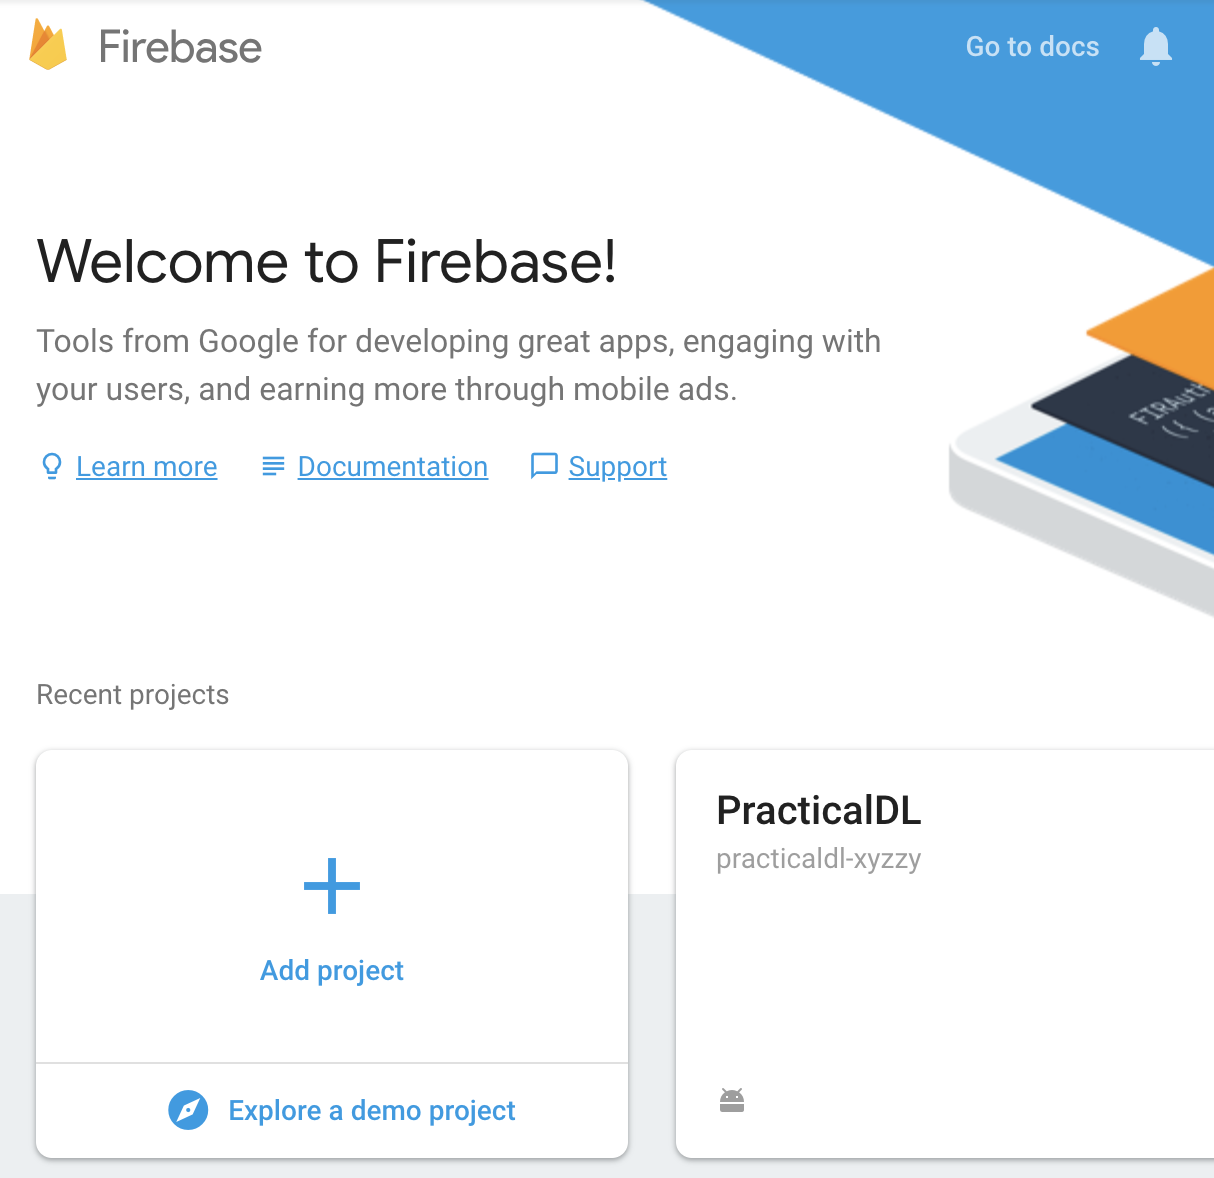 Firebase
Go to docs
Welcome to Firebase!
Tools from Google for developing great apps, engaging with
your users, and earning more through mobile ads.
Learn more
Documentation
Support
Recent projects
PracticalDL
practicaldl-xyzzy
Add project
Explore a demo project